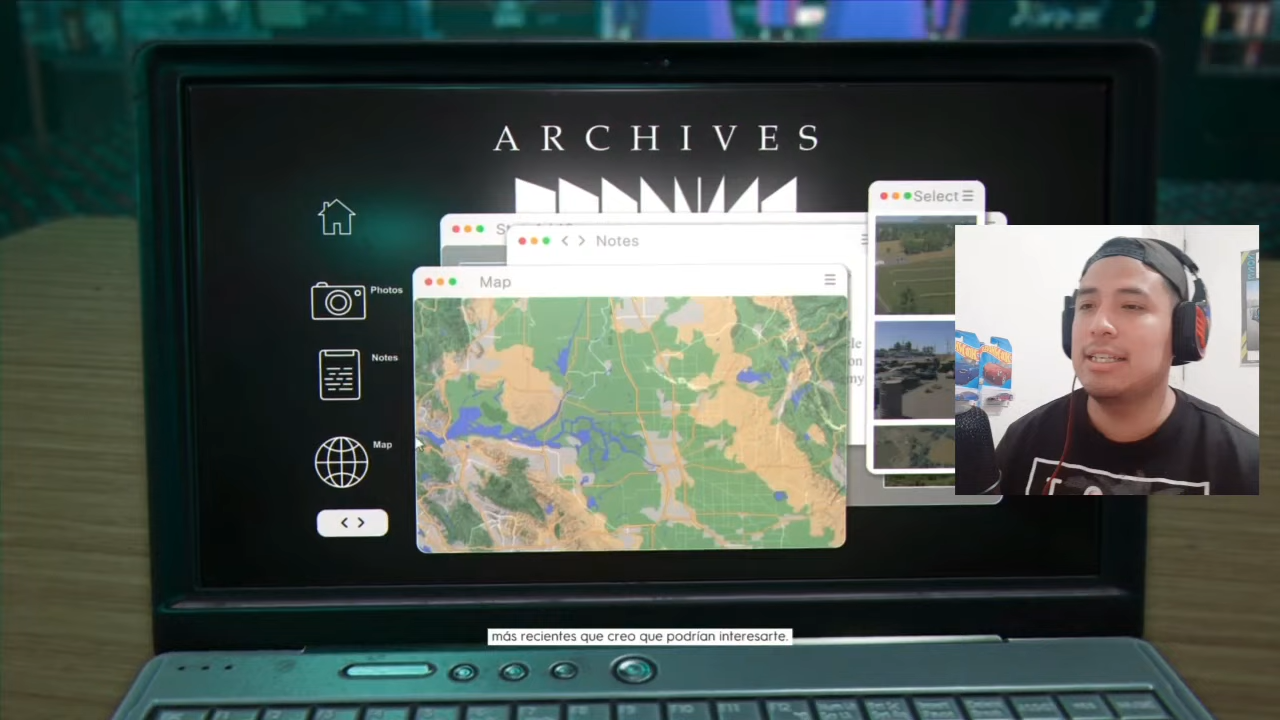 ARCHIVES
Select
Notes
Map
Photos
Notes
Map
más recientes que creo que podrían interesarte.